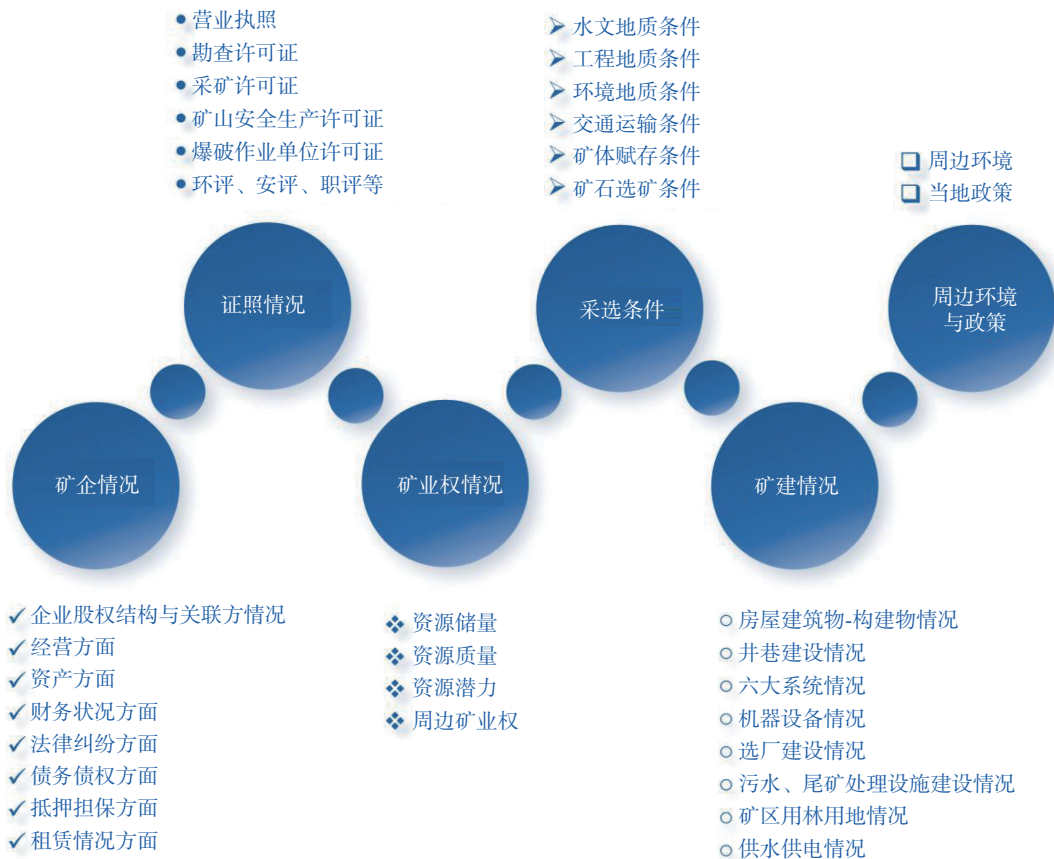 营业执照
勘查许可证
采矿许可证
矿山安全生产许可证
爆破作业单位许可证
环评、安评、职评等
水文地质条件
工程地质条件
环境地质条件
交通运输条件
矿体赋存条件
矿石选矿条件
周边环境
当地政策
证照情况
采选条件
周边环境
与政策
矿企情况
矿业权情况
矿建情况
企业股权结构与关联方情况
经营方面
资产方面
财务状况方面
法律纠纷方面
债务债权方面
抵押担保方面
租赁情况方面
资源储量
资源质量
资源潜力
周边矿业权
房屋建筑物-构建物情况
井巷建设情况
六大系统情况
机器设备情况
选厂建设情况
污水、尾矿处理设施建设情况
矿区用林用地情况
供水供电情况